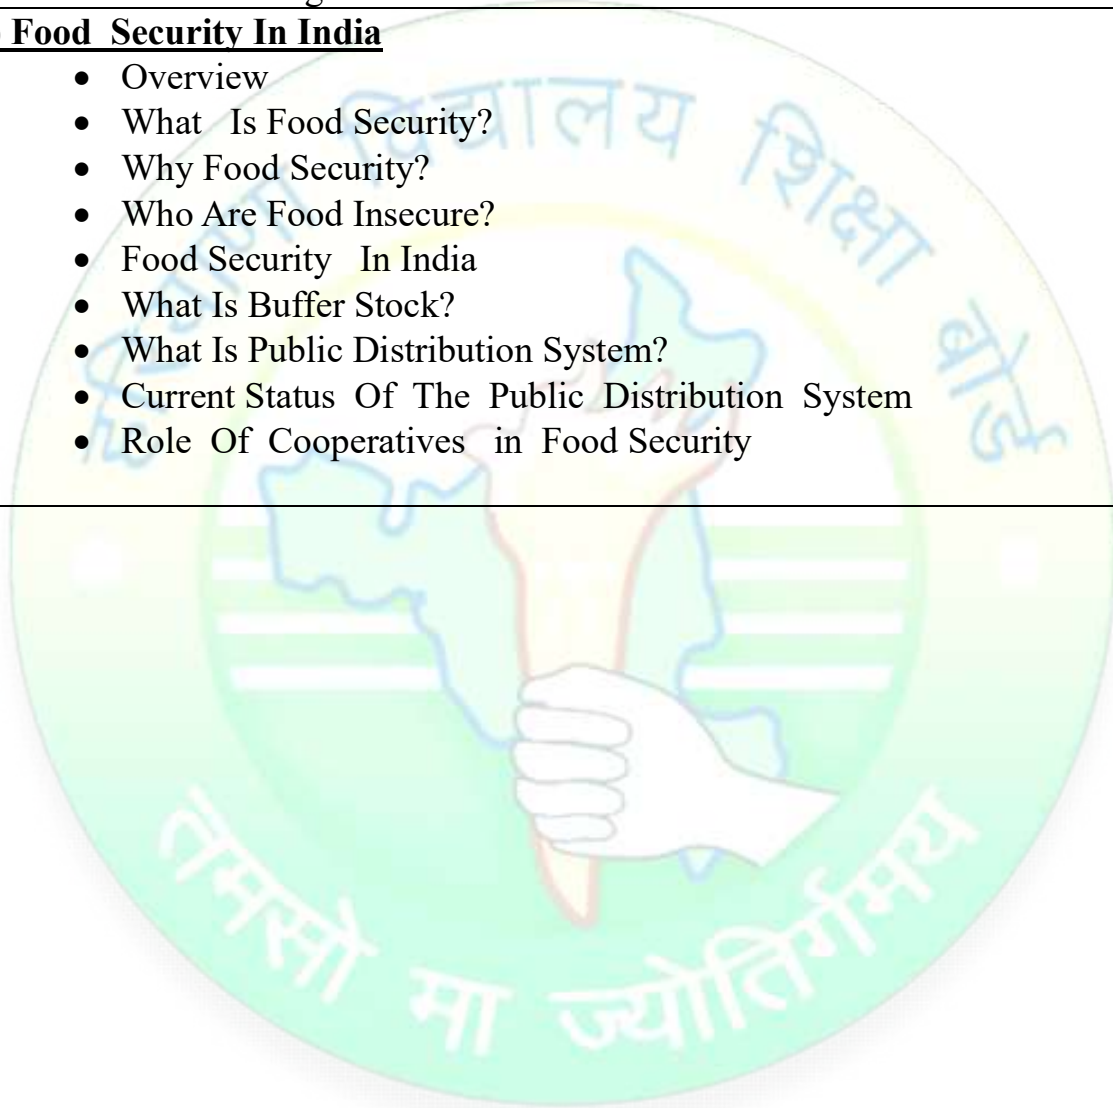 Food Security In India
• Overview
• What Is Food Security?
• Why Food Security?
• Who Are Food Insecure?
• Food Security In India
• What Is Buffer Stock?
• What Is Public Distribution System?
• Current Status Of The Public Distribution System
• Role Of Cooperatives in Food Security
हरियाणा विद्यालय शिक्षा बोर्ड
तमसो मा ज्योतिर्गमय